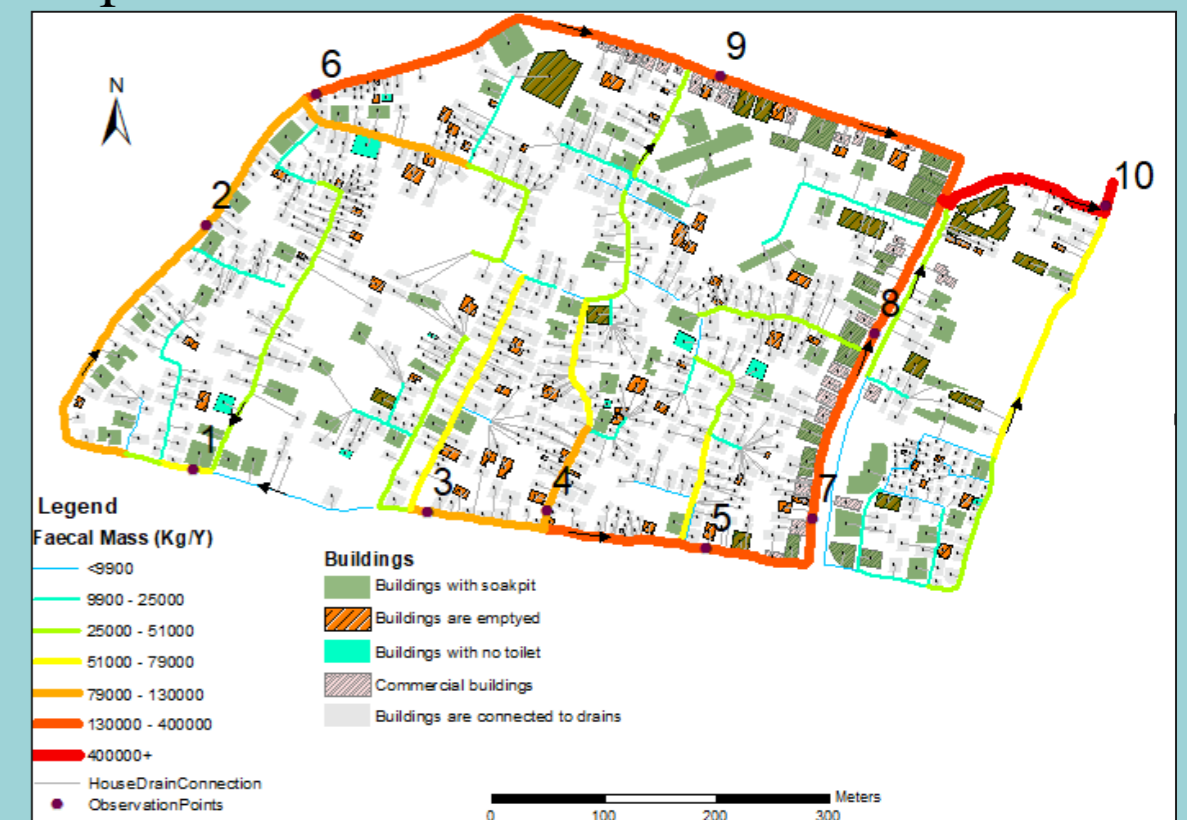 N
6
9
10
2
8
1
3
4
5
7
Legend
Faecal Mass (Kg/Y)
<9900
9900 - 25000
25000 - 51000
51000 - 79000
79000 - 130000
130000 - 400000
400000+
HouseDrainConnection
ObservationPoints
Buildings
Buildings with soakpit
Buildings are emptyed
Buildings with no toilet
Commercial buildings
Buildings are connected to drains
Meters
0 100 200 300